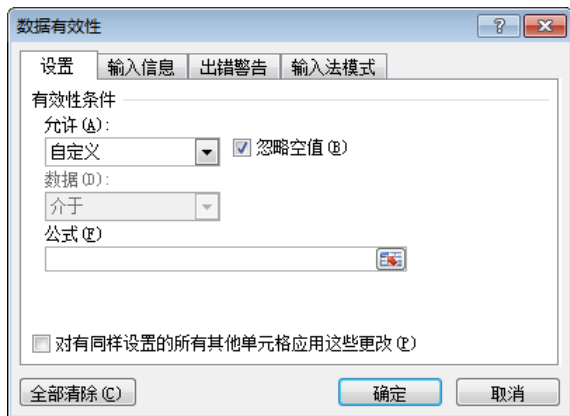 数据有效性
设置 输入信息 出错警告 输入法模式
有效性条件
允许(A):
自定义 忽略空值(B)
数据(D):
介于
公式(F)
对有同样设置的所有其他单元格应用这些更改(P)
全部清除(C) 确定 取消